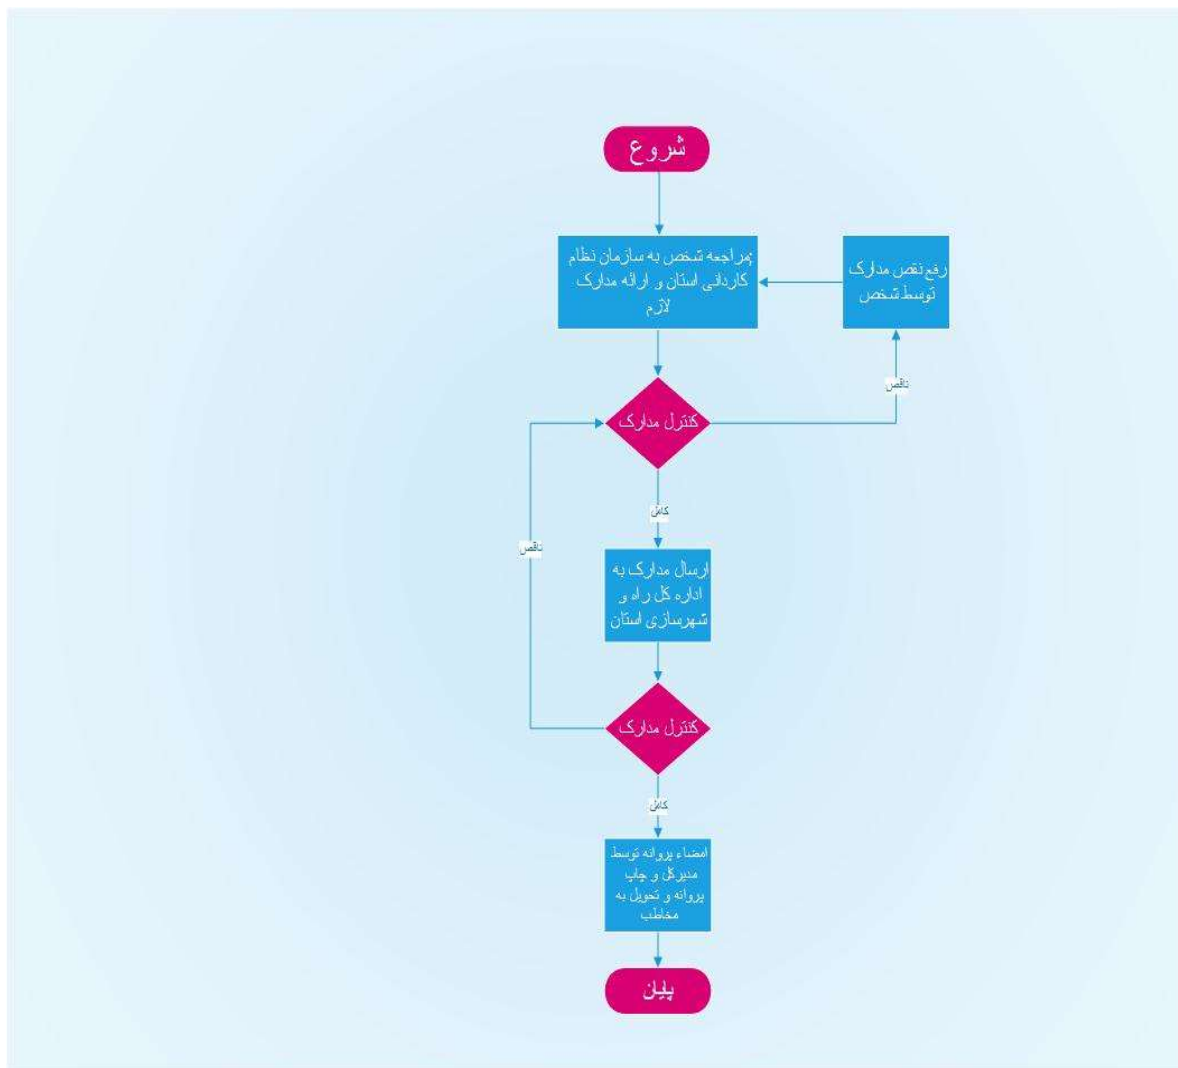 شروع
مراجعه شخص به سازمان نظام
کاردانی استان و ارائه مدارک
لازم
رفع نقص مدارک
توسط شخص
ناقص
کنترل مدارک
کامل
ناقص
ارسال مدارک به
اداره کل راه و
شهرسازی استان
کنترل مدارک
کامل
امضاء پروانه توسط
مدیرکل و چاپ
پروانه و تحویل به
مخاطب
پایان